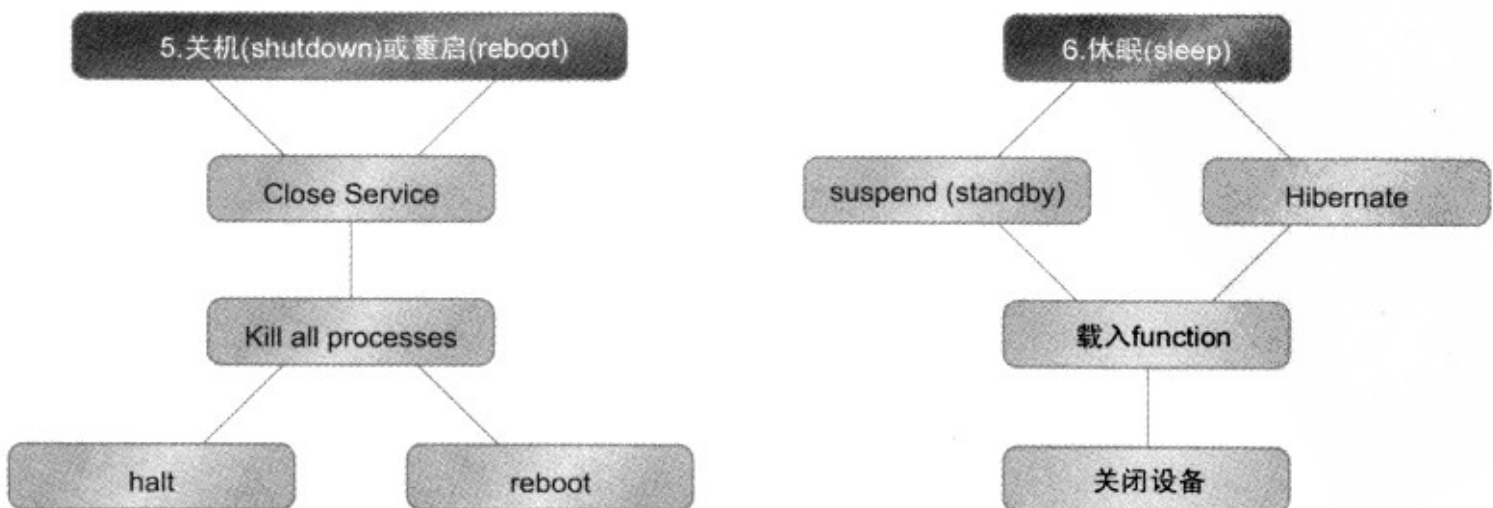 5.关机(shutdown)或重启(reboot)
Close Service
Kill all processes
halt
reboot
6.休眠(sleep)
suspend (standby)
Hibernate
载入function
关闭设备